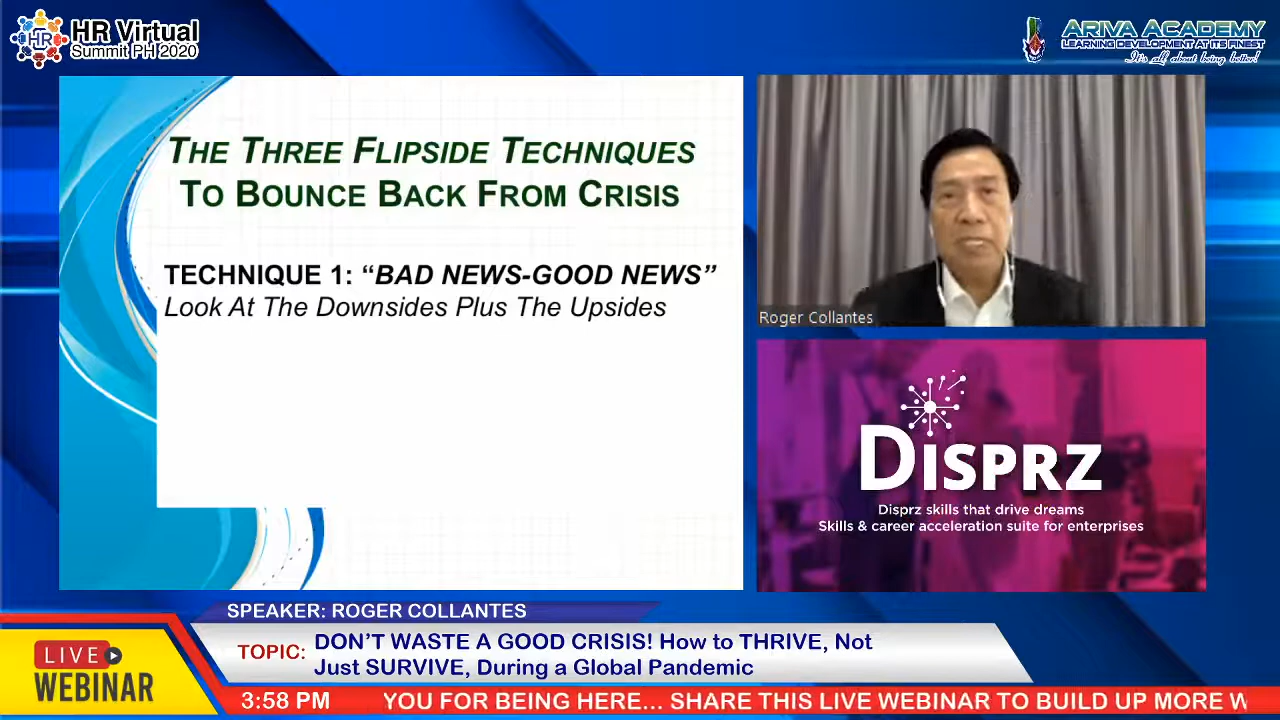 HR
HR Virtual
Summit PH 2020
ARIVA ACADEMY
LEARNING DEVELOPMENT AT ITS FINEST
It's all about being better!
THE THREE FLIPSIDE TECHNIQUES
TO BOUNCE BACK FROM CRISIS
TECHNIQUE 1: “BAD NEWS-GOOD NEWS”
Look At The Downsides Plus The Upsides
Roger Collantes
DISPRZ
Disprz skills that drive dreams
Skills & career acceleration suite for enterprises
SPEAKER: ROGER COLLANTES
TOPIC: DON’T WASTE A GOOD CRISIS! How to THRIVE, Not
Just SURVIVE, During a Global Pandemic
LIVE
WEBINAR
3:58 PM YOU FOR BEING HERE... SHARE THIS LIVE WEBINAR TO BUILD UP MORE W